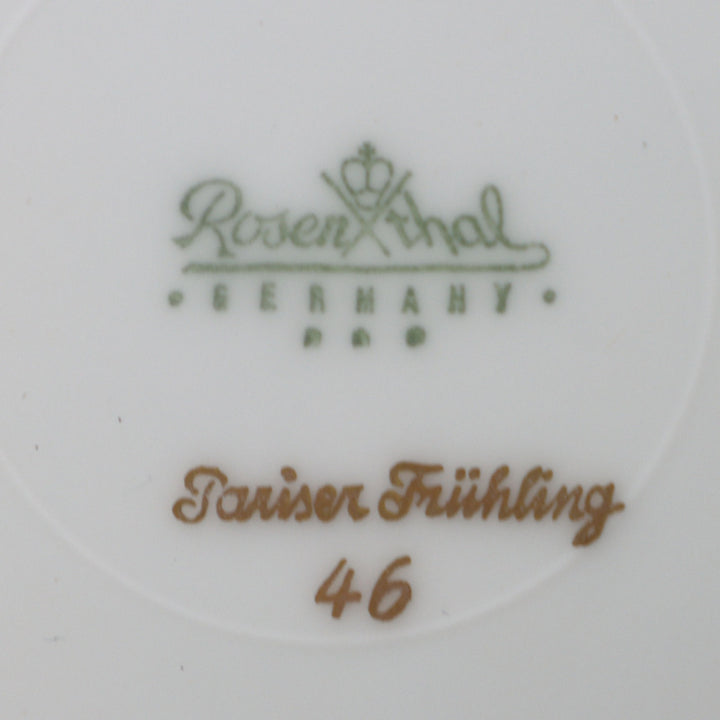 Rosenthal
· GERMANY ·
Pariser Frühling
46